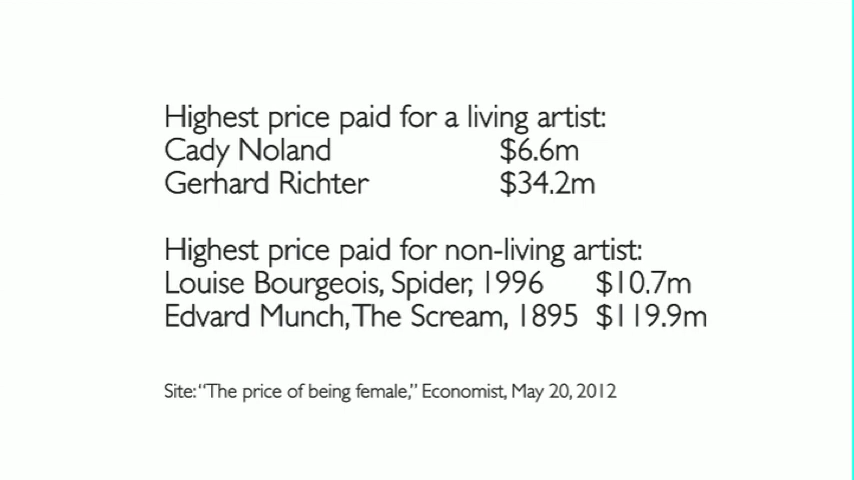 Highest price paid for a living artist:
Cady Noland $6.6m
Gerhard Richter $34.2m
Highest price paid for non-living artist:
Louise Bourgeois, Spider, 1996 $10.7m
Edvard Munch, The Scream, 1895 $119.9m
Site: “The price of being female,” Economist, May 20, 2012